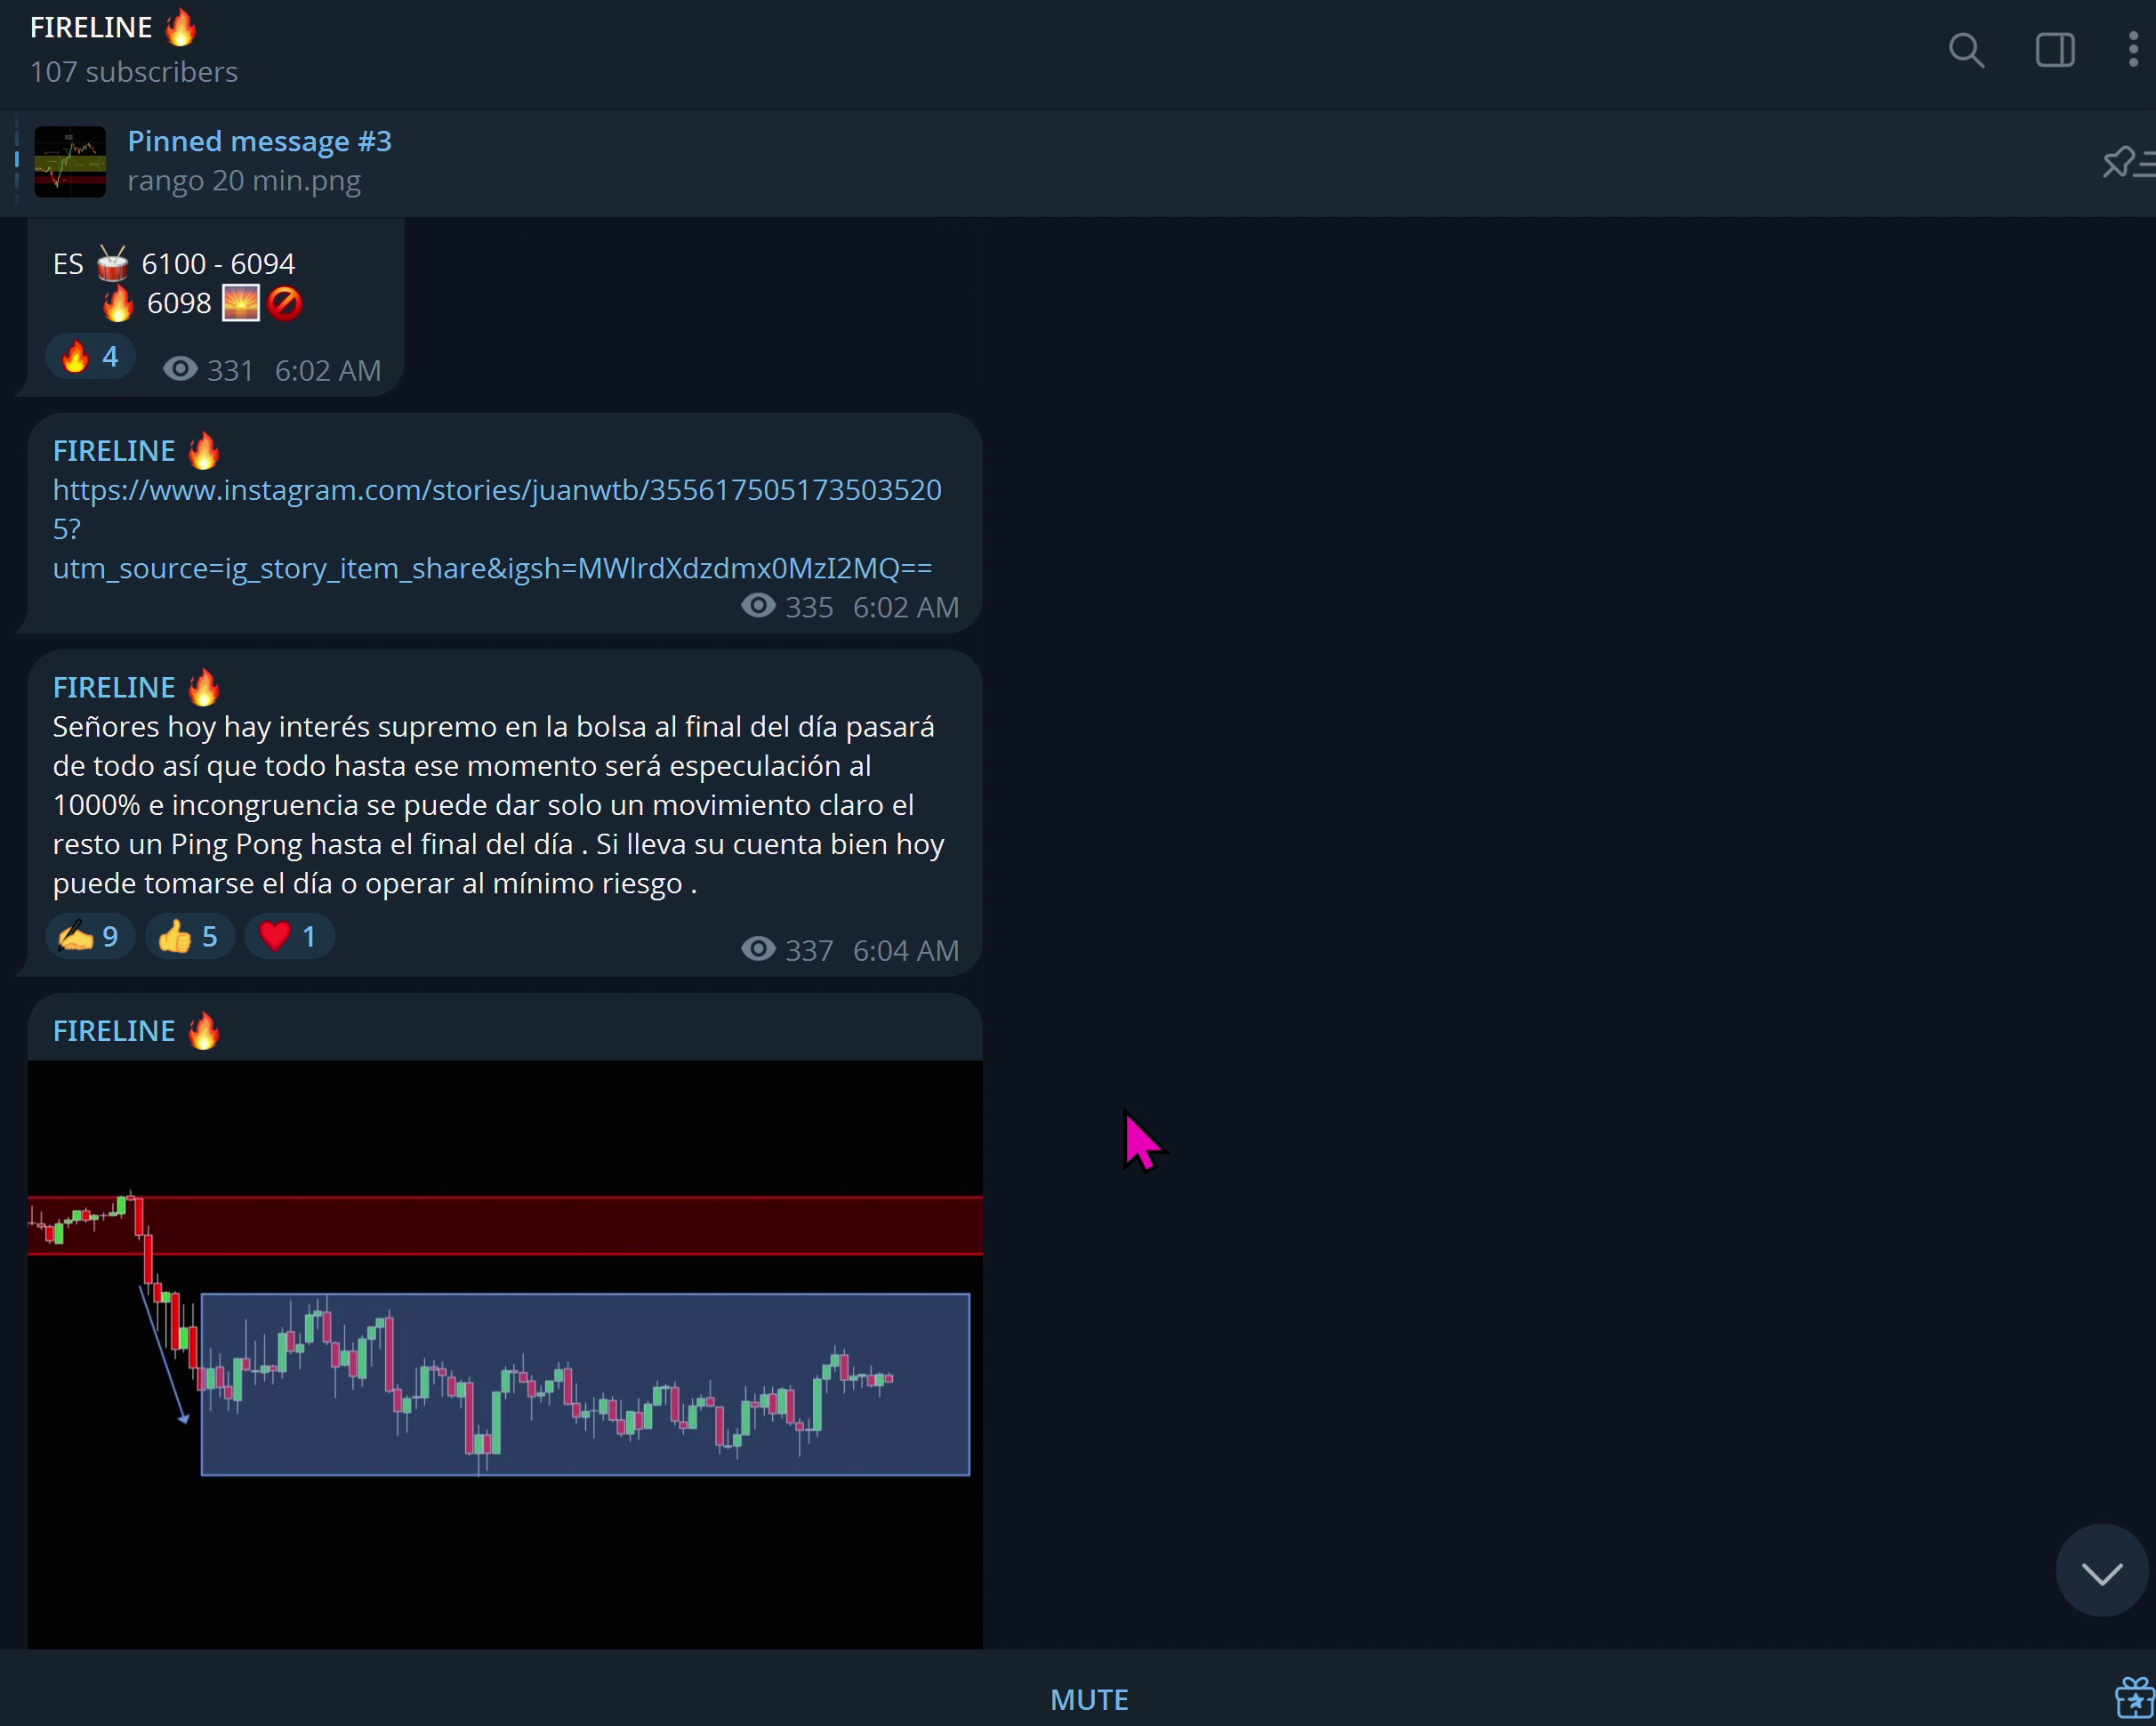 FIRELINE 🔥
107 subscribers
Pinned message #3
rango 20 min.png
ES 🥁 6100 - 6094
🔥 6098 🌅🚫
🔥 4 331 6:02 AM
FIRELINE 🔥
https://www.instagram.com/stories/juanwtb/355617505173503520
5?
utm_source=ig_story_item_share&igsh=MWlrdXdzdmx0MzI2MQ==
335 6:02 AM
FIRELINE 🔥
Señores hoy hay interés supremo en la bolsa al final del día pasará
de todo así que todo hasta ese momento será especulación al
1000% e incongruencia se puede dar solo un movimiento claro el
resto un Ping Pong hasta el final del día . Si lleva su cuenta bien hoy
puede tomarse el día o operar al mínimo riesgo .
✍️ 9 👍 5 ❤️ 1 337 6:04 AM
FIRELINE 🔥
MUTE